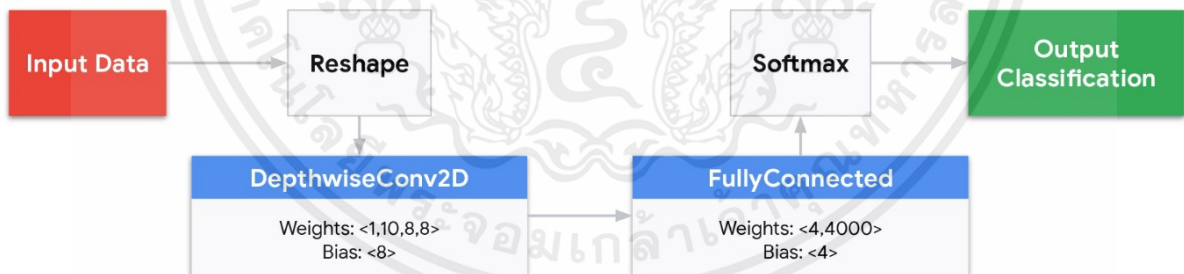 Input Data
Reshape
Softmax
Output
Classification
DepthwiseConv2D
Weights: <1,10,8,8>
Bias: <8>
FullyConnected
Weights: <4,4000>
Bias: <4>